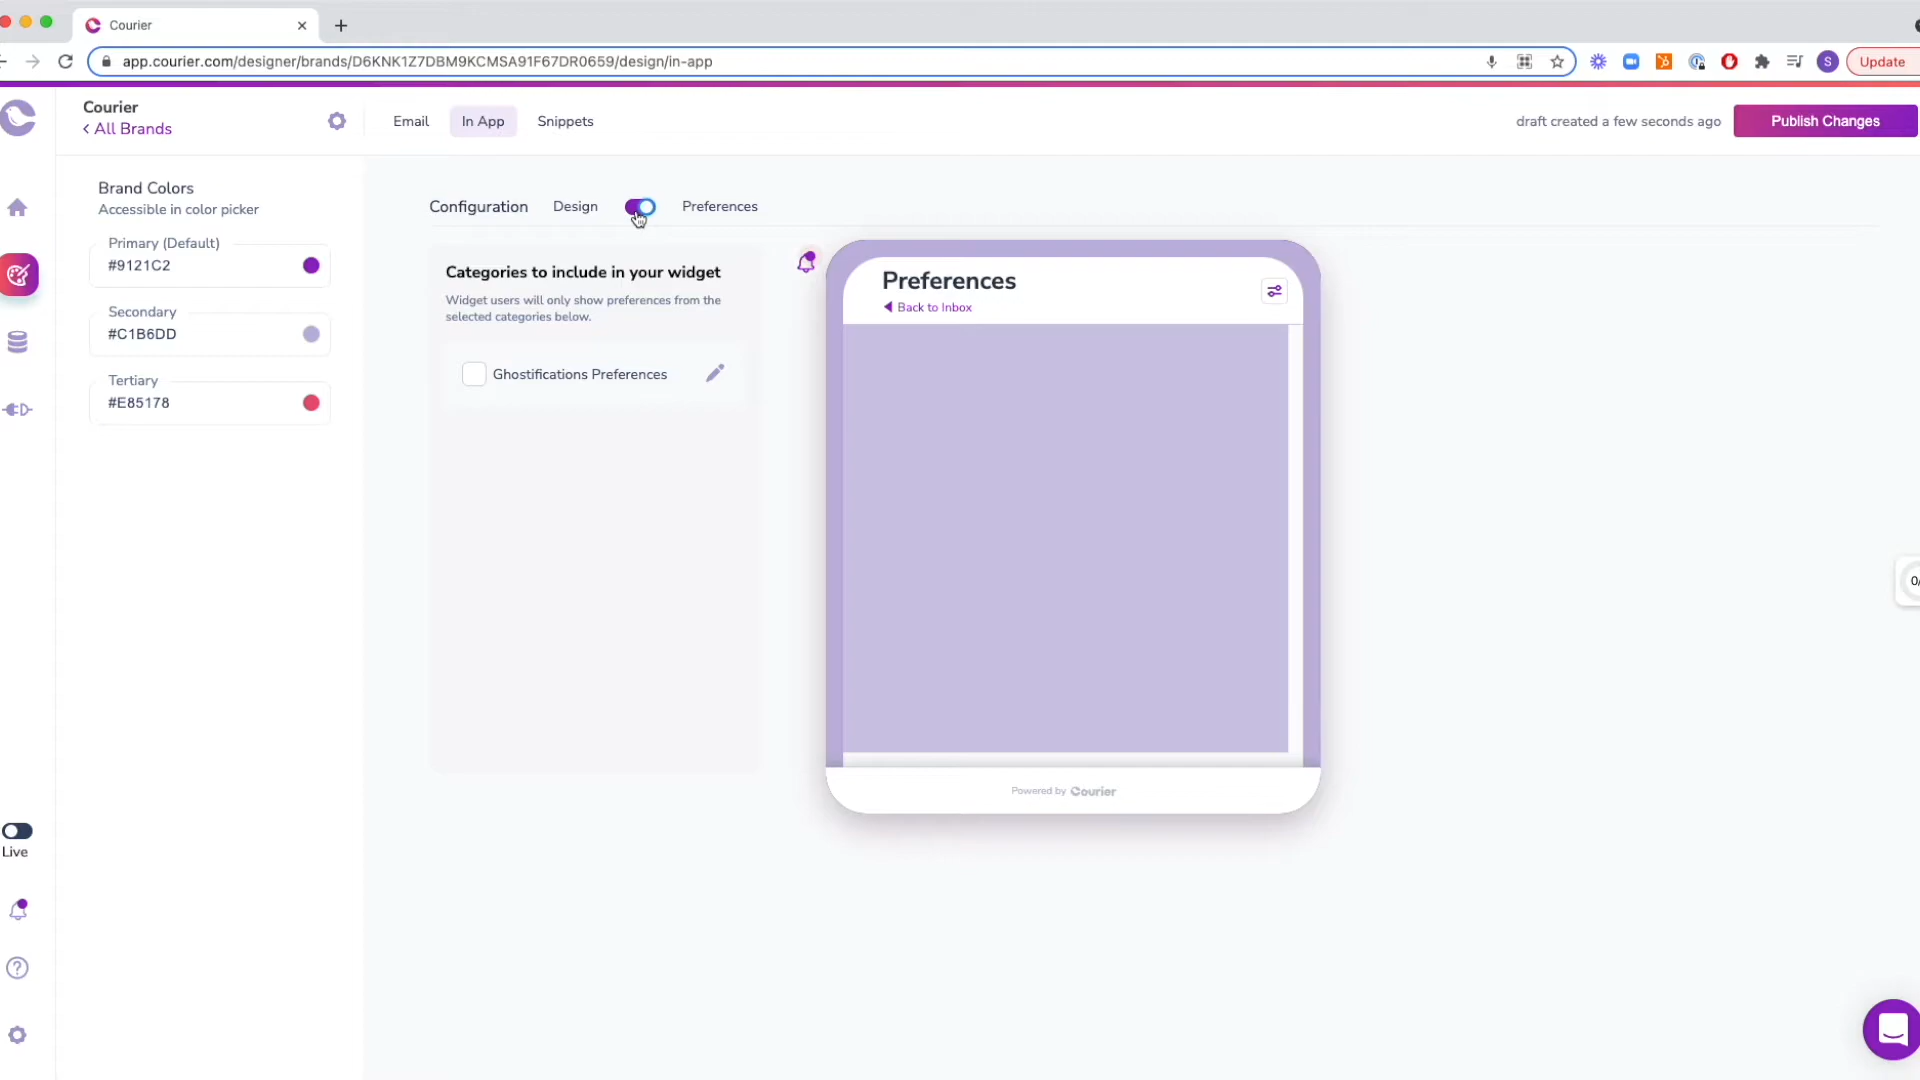 Courier
app.courier.com/designer/brands/D6KNK1Z7DBM9KCMSA91F67DR0659/design/in-app
S
Update
Courier
< All Brands
Email
In App
Snippets
draft created a few seconds ago
Publish Changes
Brand Colors
Accessible in color picker
Primary (Default)
#9121C2
Secondary
#C1B6DD
Tertiary
#E85178
Configuration
Design
Preferences
Categories to include in your widget
Widget users will only show preferences from the
selected categories below.
Ghostifications Preferences
Preferences
Back to Inbox
Powered by Courier
0/
Live